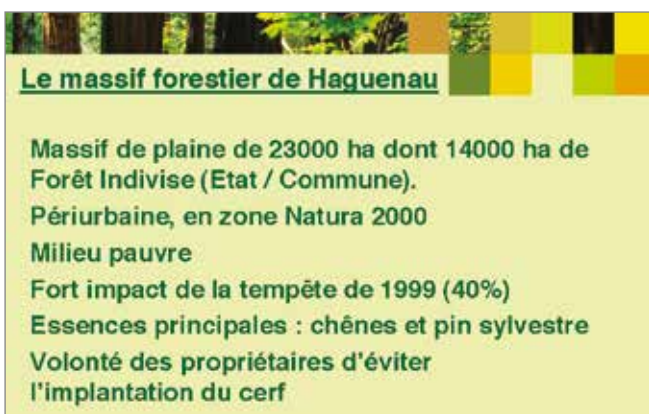 Le massif forestier de Haguenau
Massif de plaine de 23000 ha dont 14000 ha de
Forêt Indivise (Etat / Commune).
Périurbaine, en zone Natura 2000
Milieu pauvre
Fort impact de la tempête de 1999 (40%)
Essences principales : chênes et pin sylvestre
Volonté des propriétaires d'éviter
l'implantation du cerf